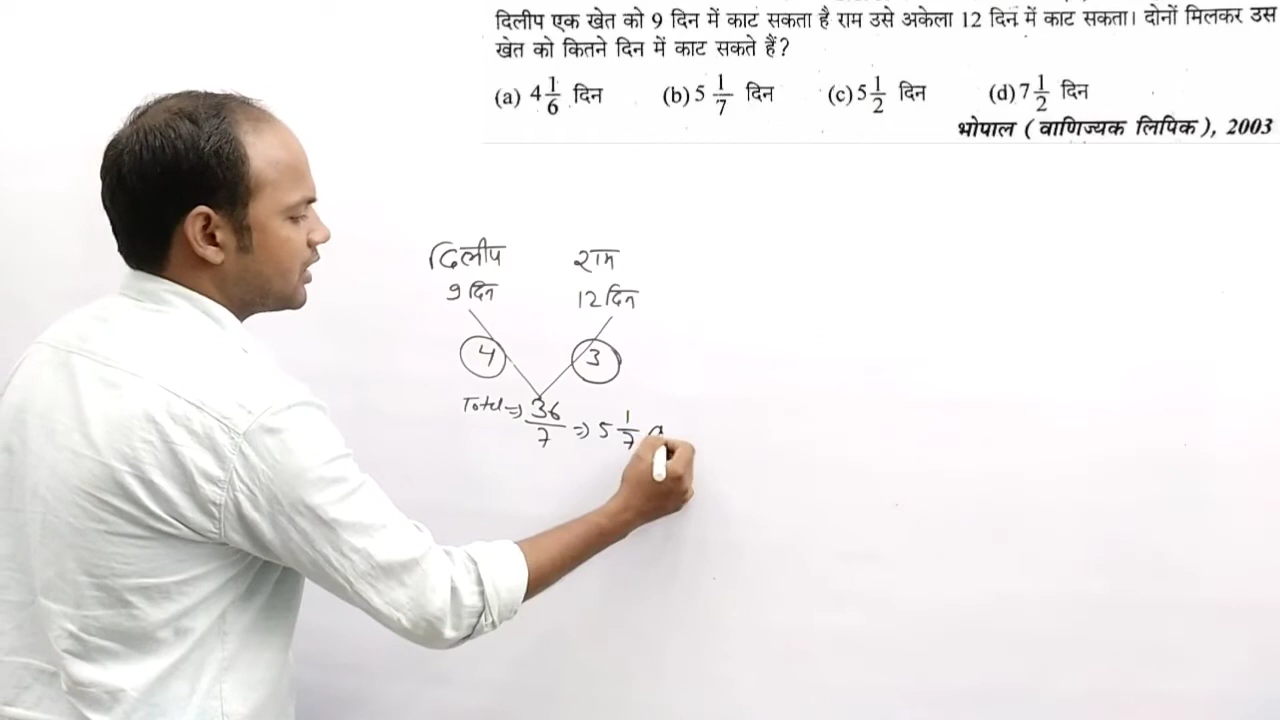 दिलीप एक खेत को 9 दिन में काट सकता है राम उसे अकेला 12 दिन में काट सकता। दोनों मिलकर उस
खेत को कितने दिन में काट सकते हैं?
(a) 4 1/6 दिन (b) 5 1/7 दिन (c) 5 1/2 दिन (d) 7 1/2 दिन
भोपाल ( वाणिज्यक लिपिक ), 2003
दिलीप राम
9 दिन 12 दिन
4 3
Total ⇒ 36/7 ⇒ 5 1/7